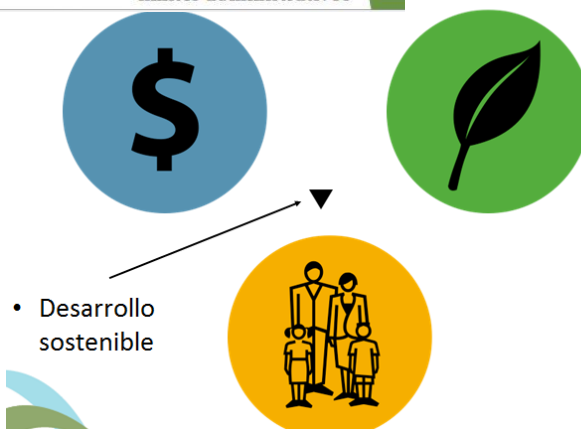 $
• Desarrollo
sostenible